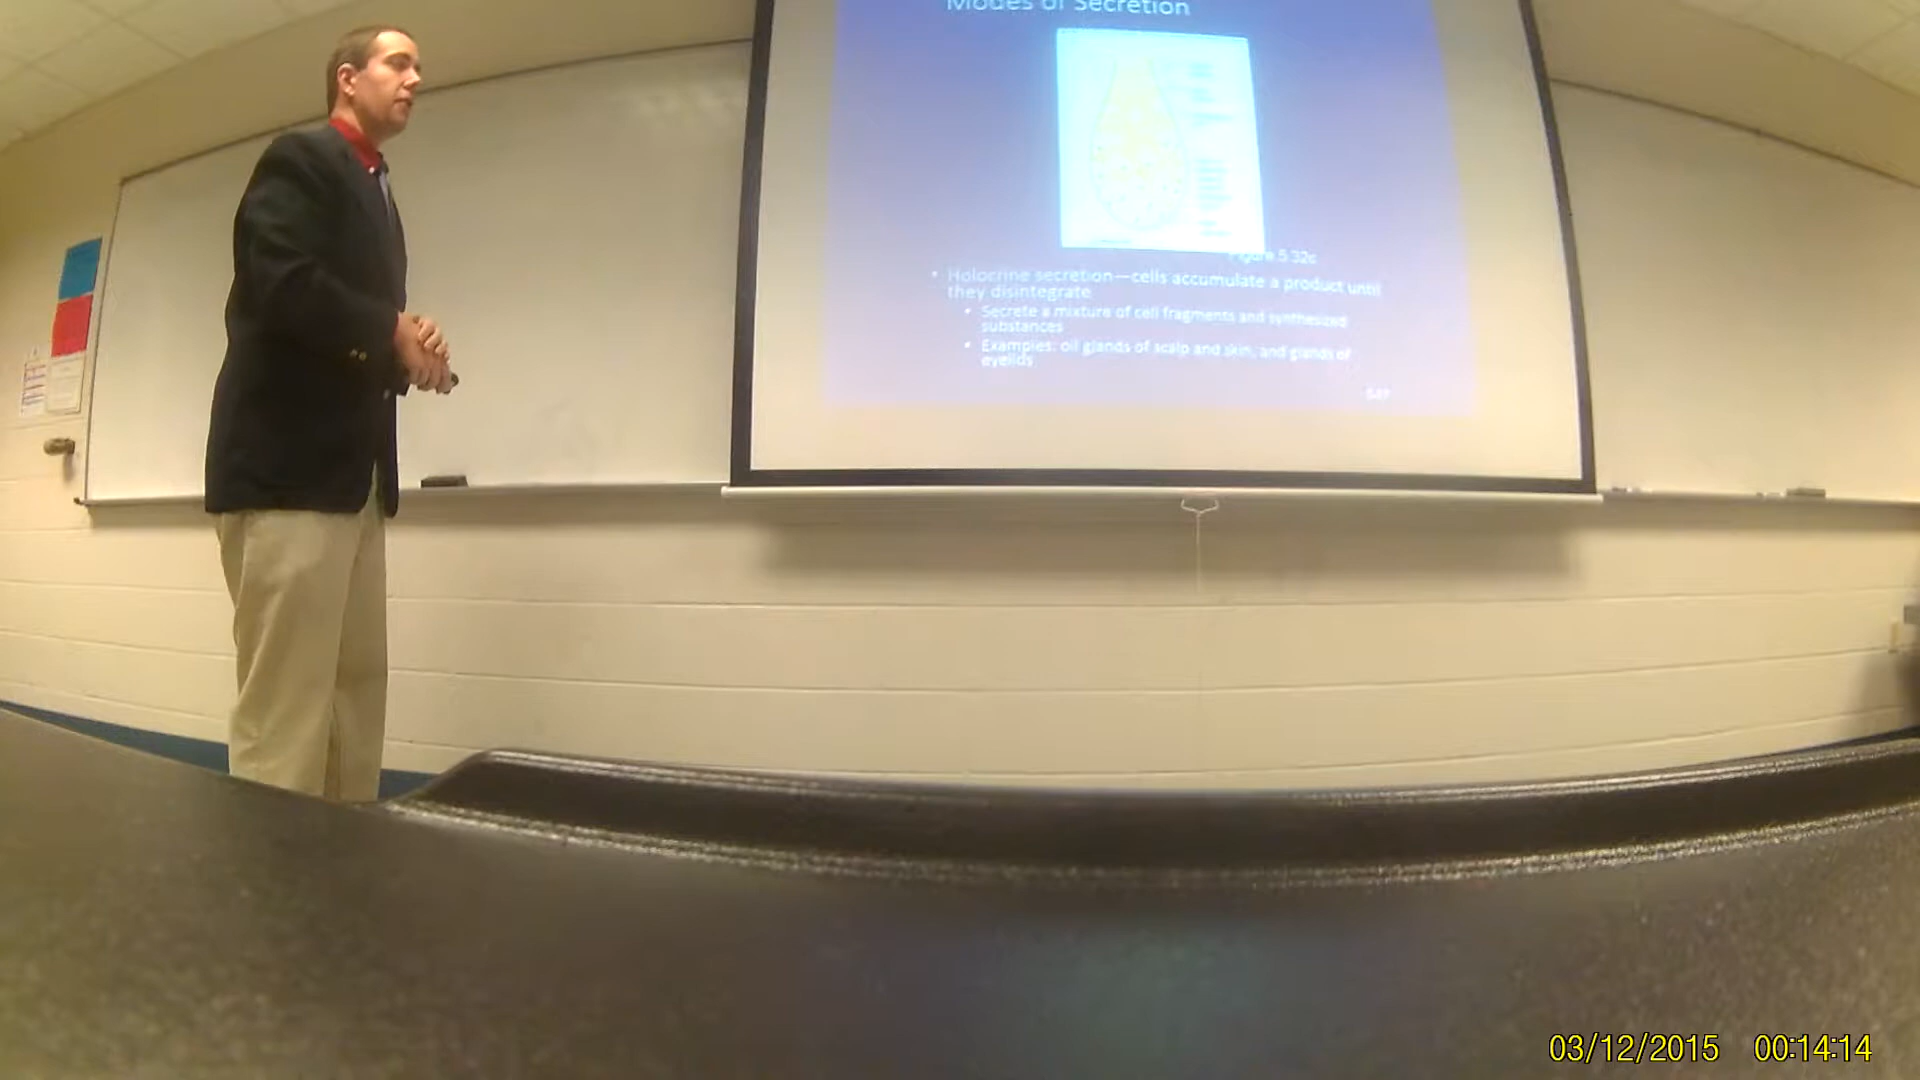 Modes of Secretion
Figure 5.32c
• Holocrine secretion—cells accumulate a product until
they disintegrate
• Secrete a mixture of cell fragments and synthesized
substances
• Examples: oil glands of scalp and skin, and glands of
eyelids
03/12/2015 00:14:14